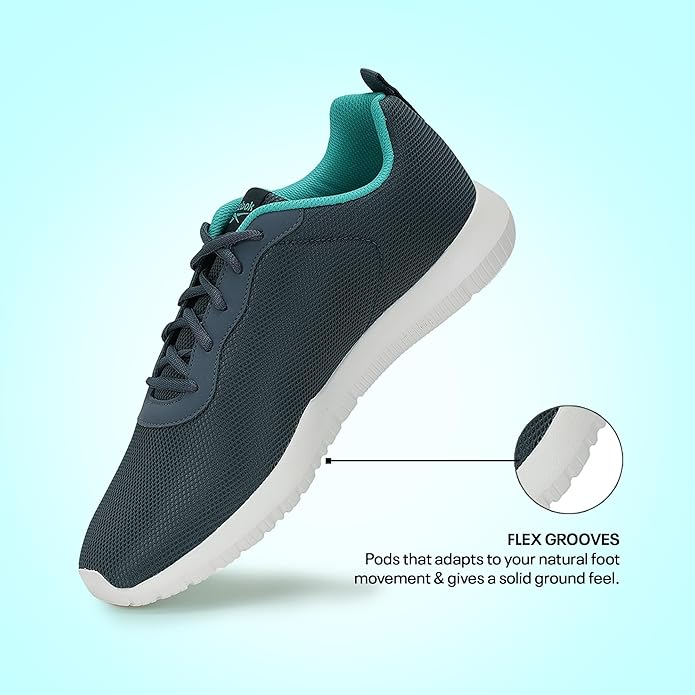 FLEX GROOVES
Pods that adapts to your natural foot
movement & gives a solid ground feel.